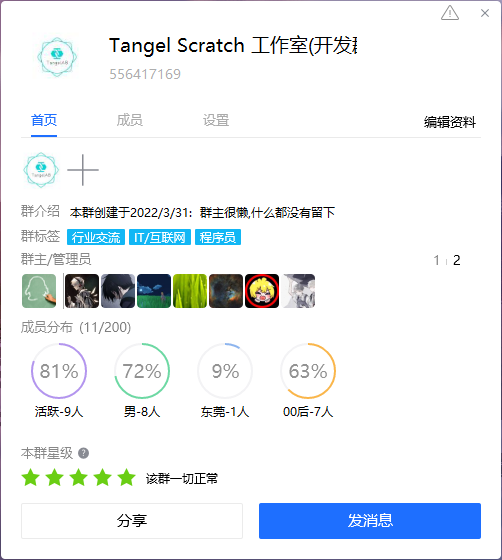 Tangel Scratch 工作室(开发
556417169
首页 成员 设置 编辑资料
TangelAB
群介绍 本群创建于2022/3/31: 群主很懒,什么都没有留下
群标签 行业交流 IT/互联网 程序员
群主/管理员 1 2
成员分布 (11/200)
81% 72% 9% 63%
活跃-9人 男-8人 东莞-1人 00后-7人
本群星级 ?
该群一切正常
分享 发消息